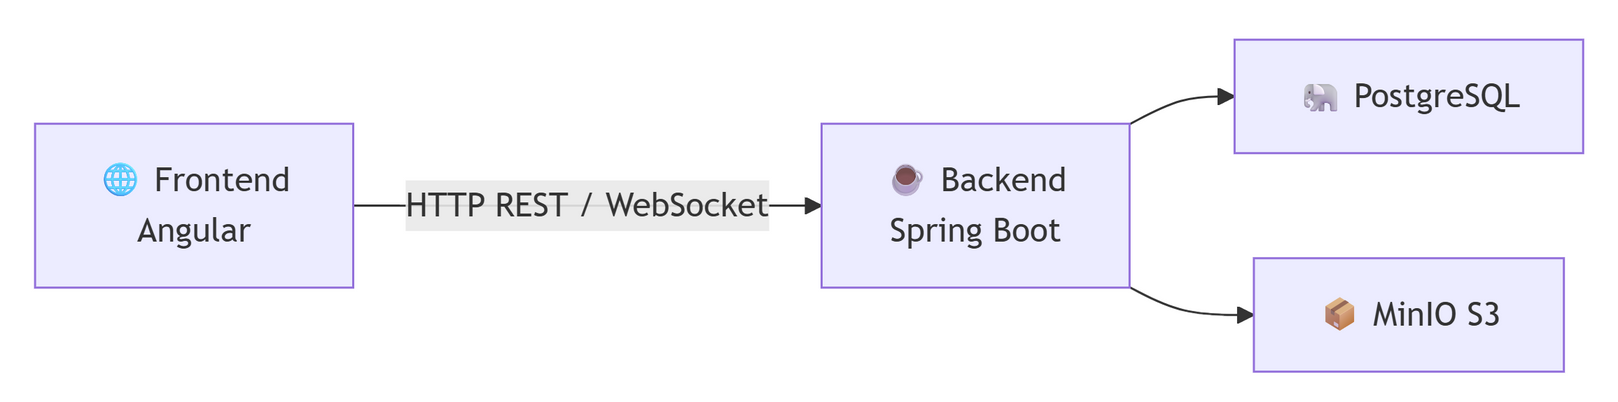 🌐 Frontend
Angular
HTTP REST / WebSocket
☕ Backend
Spring Boot
🐘 PostgreSQL
📦 MinIO S3